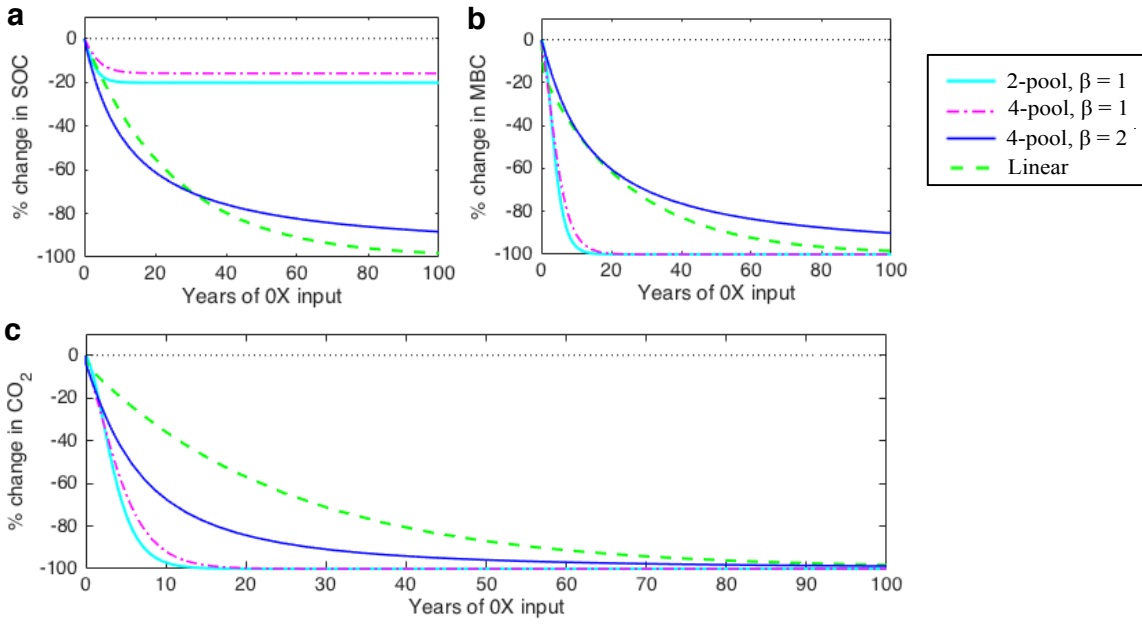 a
% change in SOC
0
-20
-40
-60
-80
-100
0 20 40 60 80 100
Years of 0X input
b
% change in MBC
0
-20
-40
-60
-80
-100
0 20 40 60 80 100
Years of 0X input
2-pool, β = 1
4-pool, β = 1
4-pool, β = 2
Linear
c
% change in CO2
0
-20
-40
-60
-80
-100
0 10 20 30 40 50 60 70 80 90 100
Years of 0X input